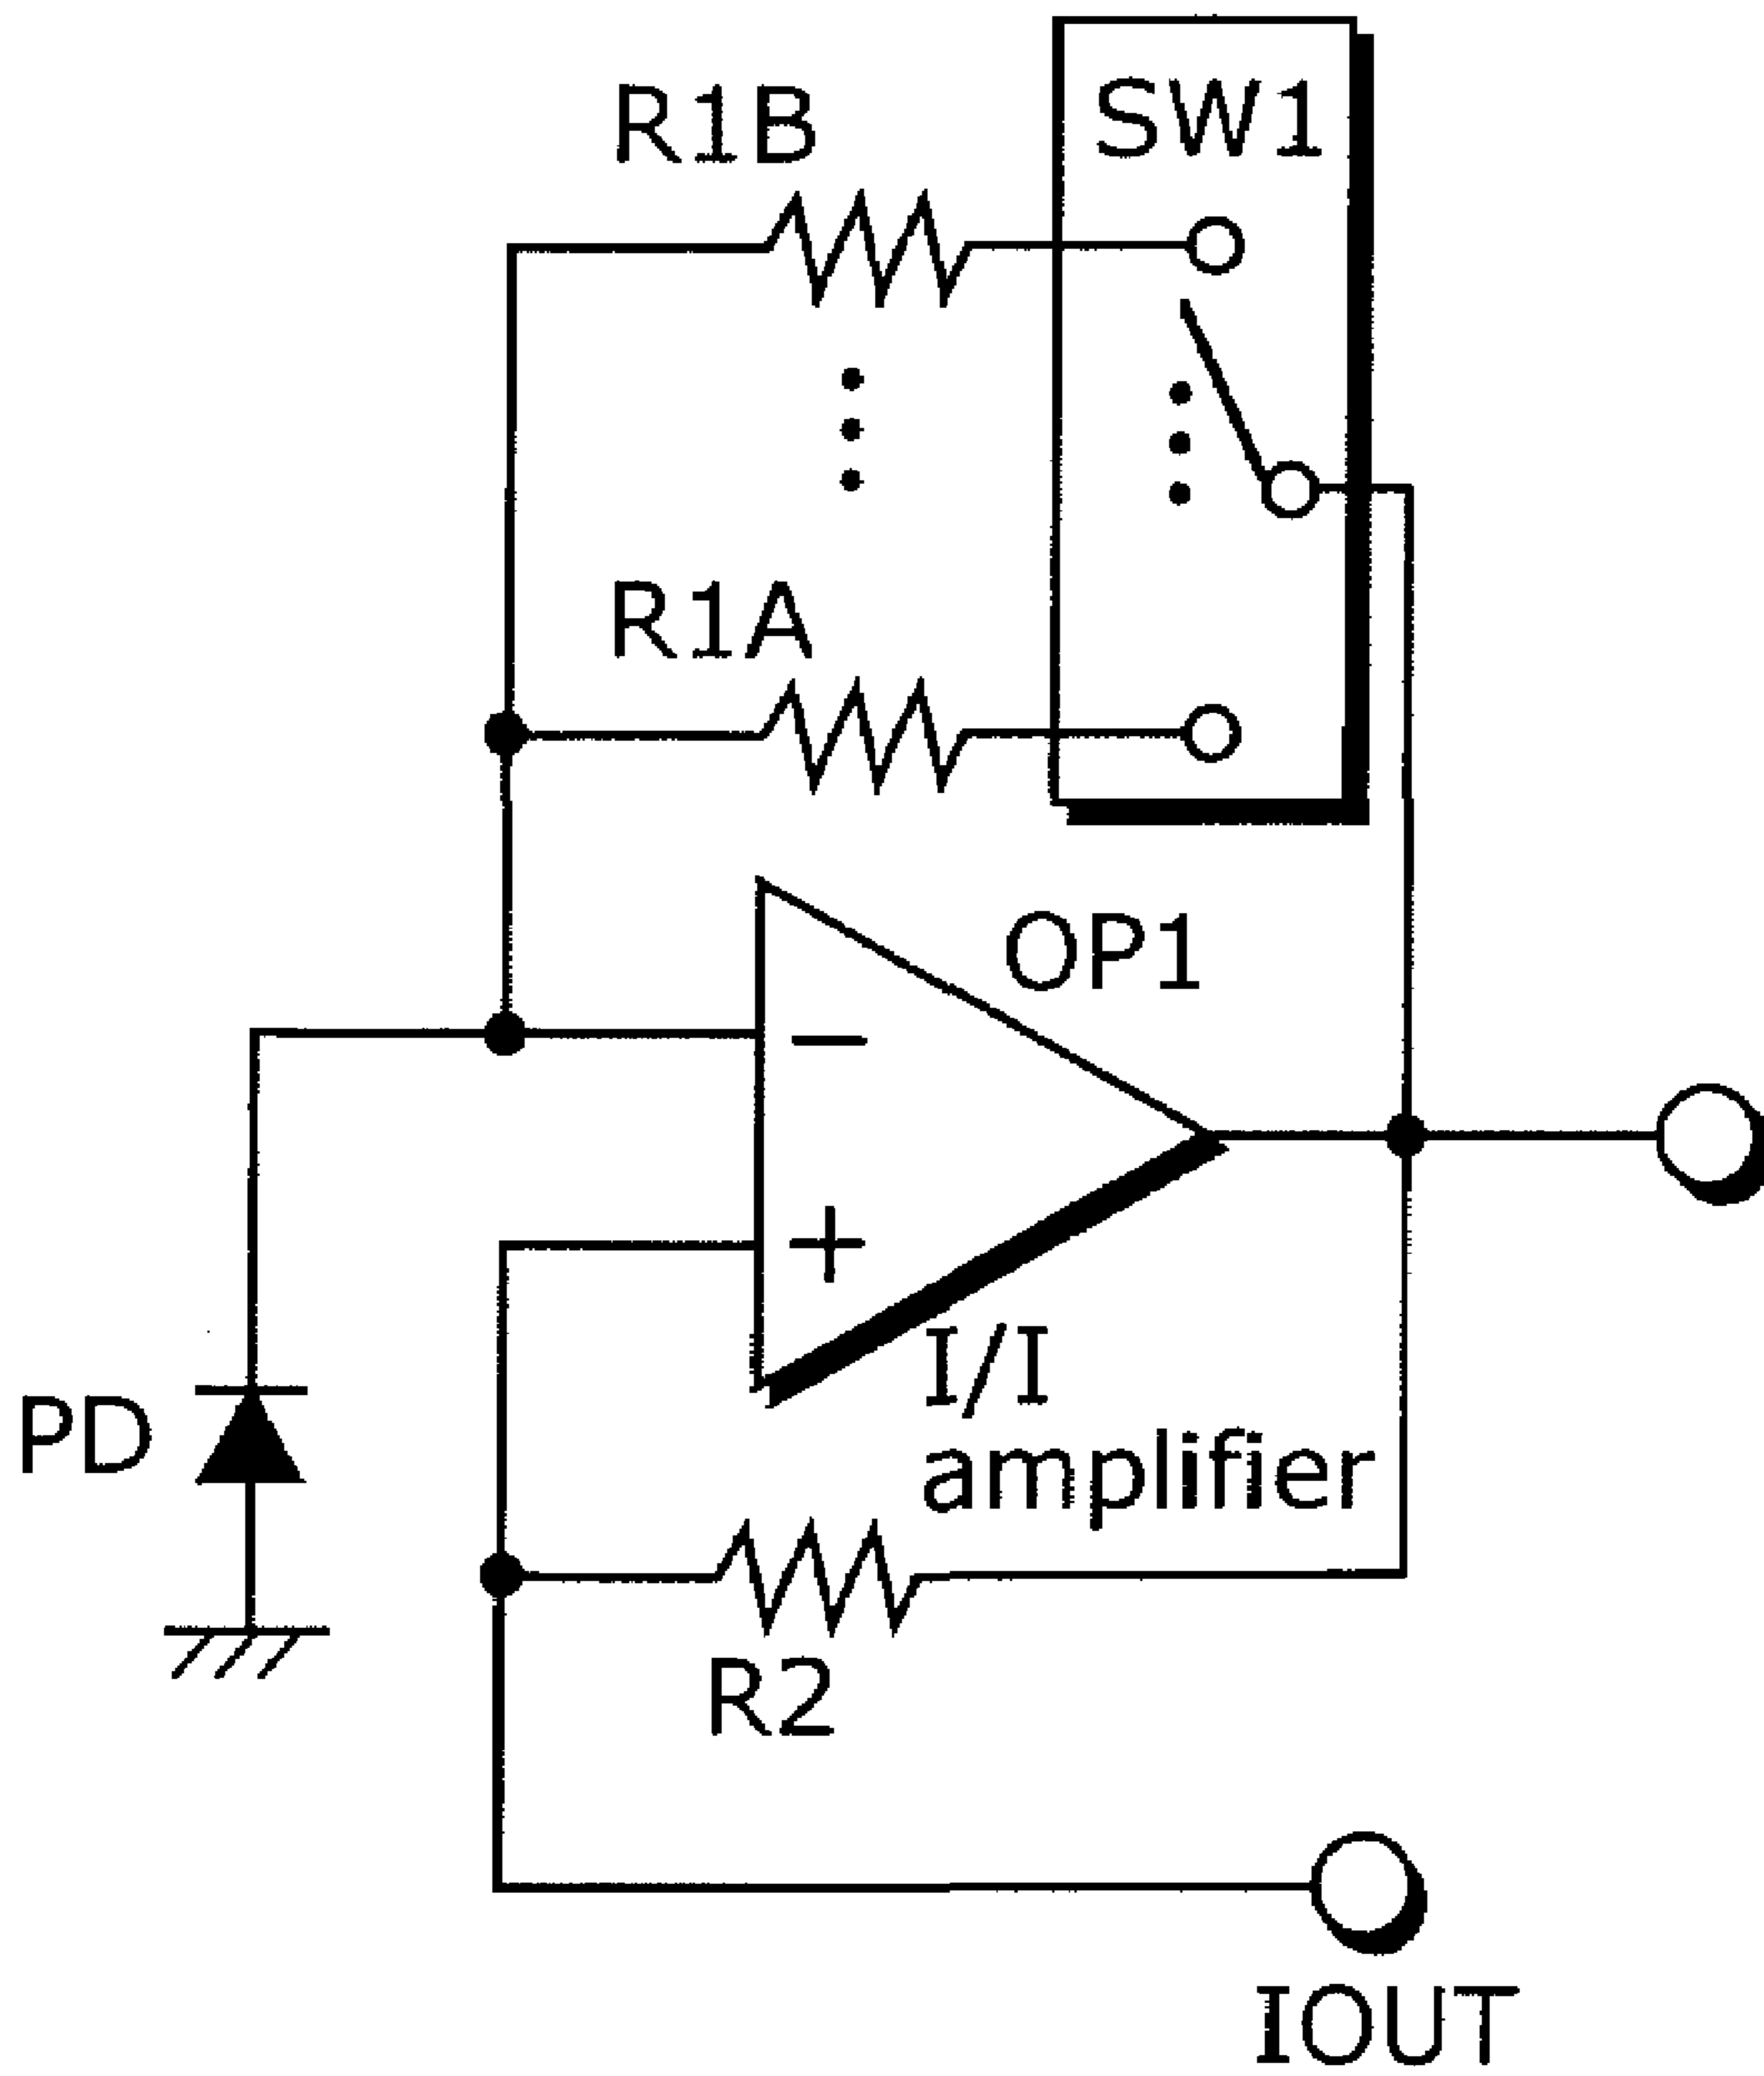 R1B
SW1
R1A
OP1
−
+
I/I
amplifier
PD
R2
IOUT